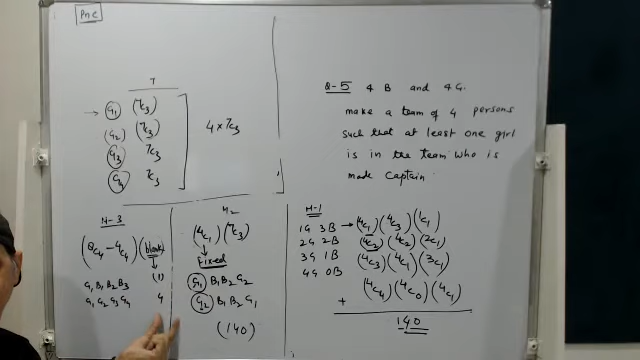 PnC
7
→ G1 (7C3)
(G2) (7C3)
G3 7C3
G4 7C3
4 × 7C3
Q-5 4 B and 4 G.
make a team of 4 persons
such that at least one girl
is in the team who is
made captain.
M-3
(8C4 - 4C4) (blank)
(1)
G1 B1 B2 B3
G1 G2 G3 G4 4
M2
(4C1) (7C3)
Fixed
(G1) B1 B2 G2
(G2) B1 B2 G1
(140)
M-1
1G 3B → (4C1) (4C3) (1C1)
2G 2B (4C2) (4C2) (2C1)
3G 1B (4C3) (4C1) (3C1)
4G 0B (4C4) (4C0) (4C1)
+
140